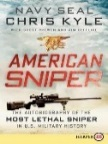 NAVY SEAL
CHRIS KYLE
AMERICAN
SNIPER
THE AUTOBIOGRAPHY OF THE
MOST LETHAL SNIPER
IN U.S. MILITARY HISTORY